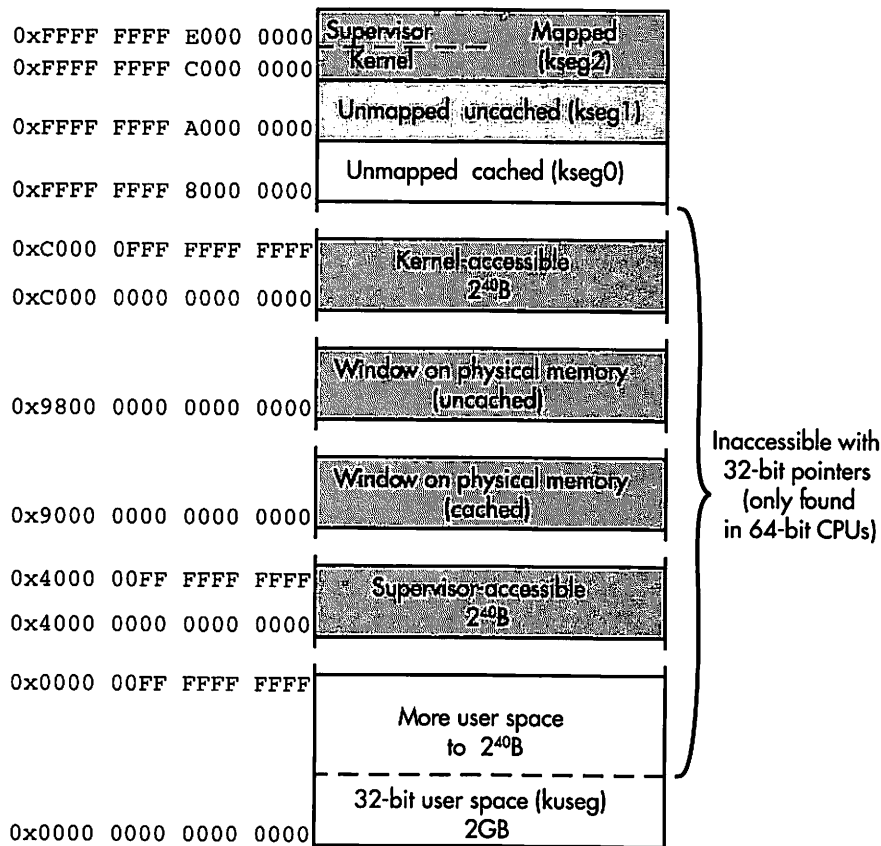 0xFFFF FFFF E000 0000
Supervisor
Mapped
0xFFFF FFFF C000 0000
Kernel
(kseg2)
Unmapped uncached (kseg1)
0xFFFF FFFF A000 0000
Unmapped cached (kseg0)
0xFFFF FFFF 8000 0000
0xC000 0FFF FFFF FFFF
Kernel-accessible
2⁴⁰B
0xC000 0000 0000 0000
Window on physical memory
(uncached)
0x9800 0000 0000 0000
Window on physical memory
(cached)
0x9000 0000 0000 0000
0x4000 00FF FFFF FFFF
Supervisor-accessible
2⁴⁰B
0x4000 0000 0000 0000
0x0000 00FF FFFF FFFF
More user space
to 2⁴⁰B
32-bit user space (kuseg)
2GB
0x0000 0000 0000 0000
Inaccessible with
32-bit pointers
(only found
in 64-bit CPUs)